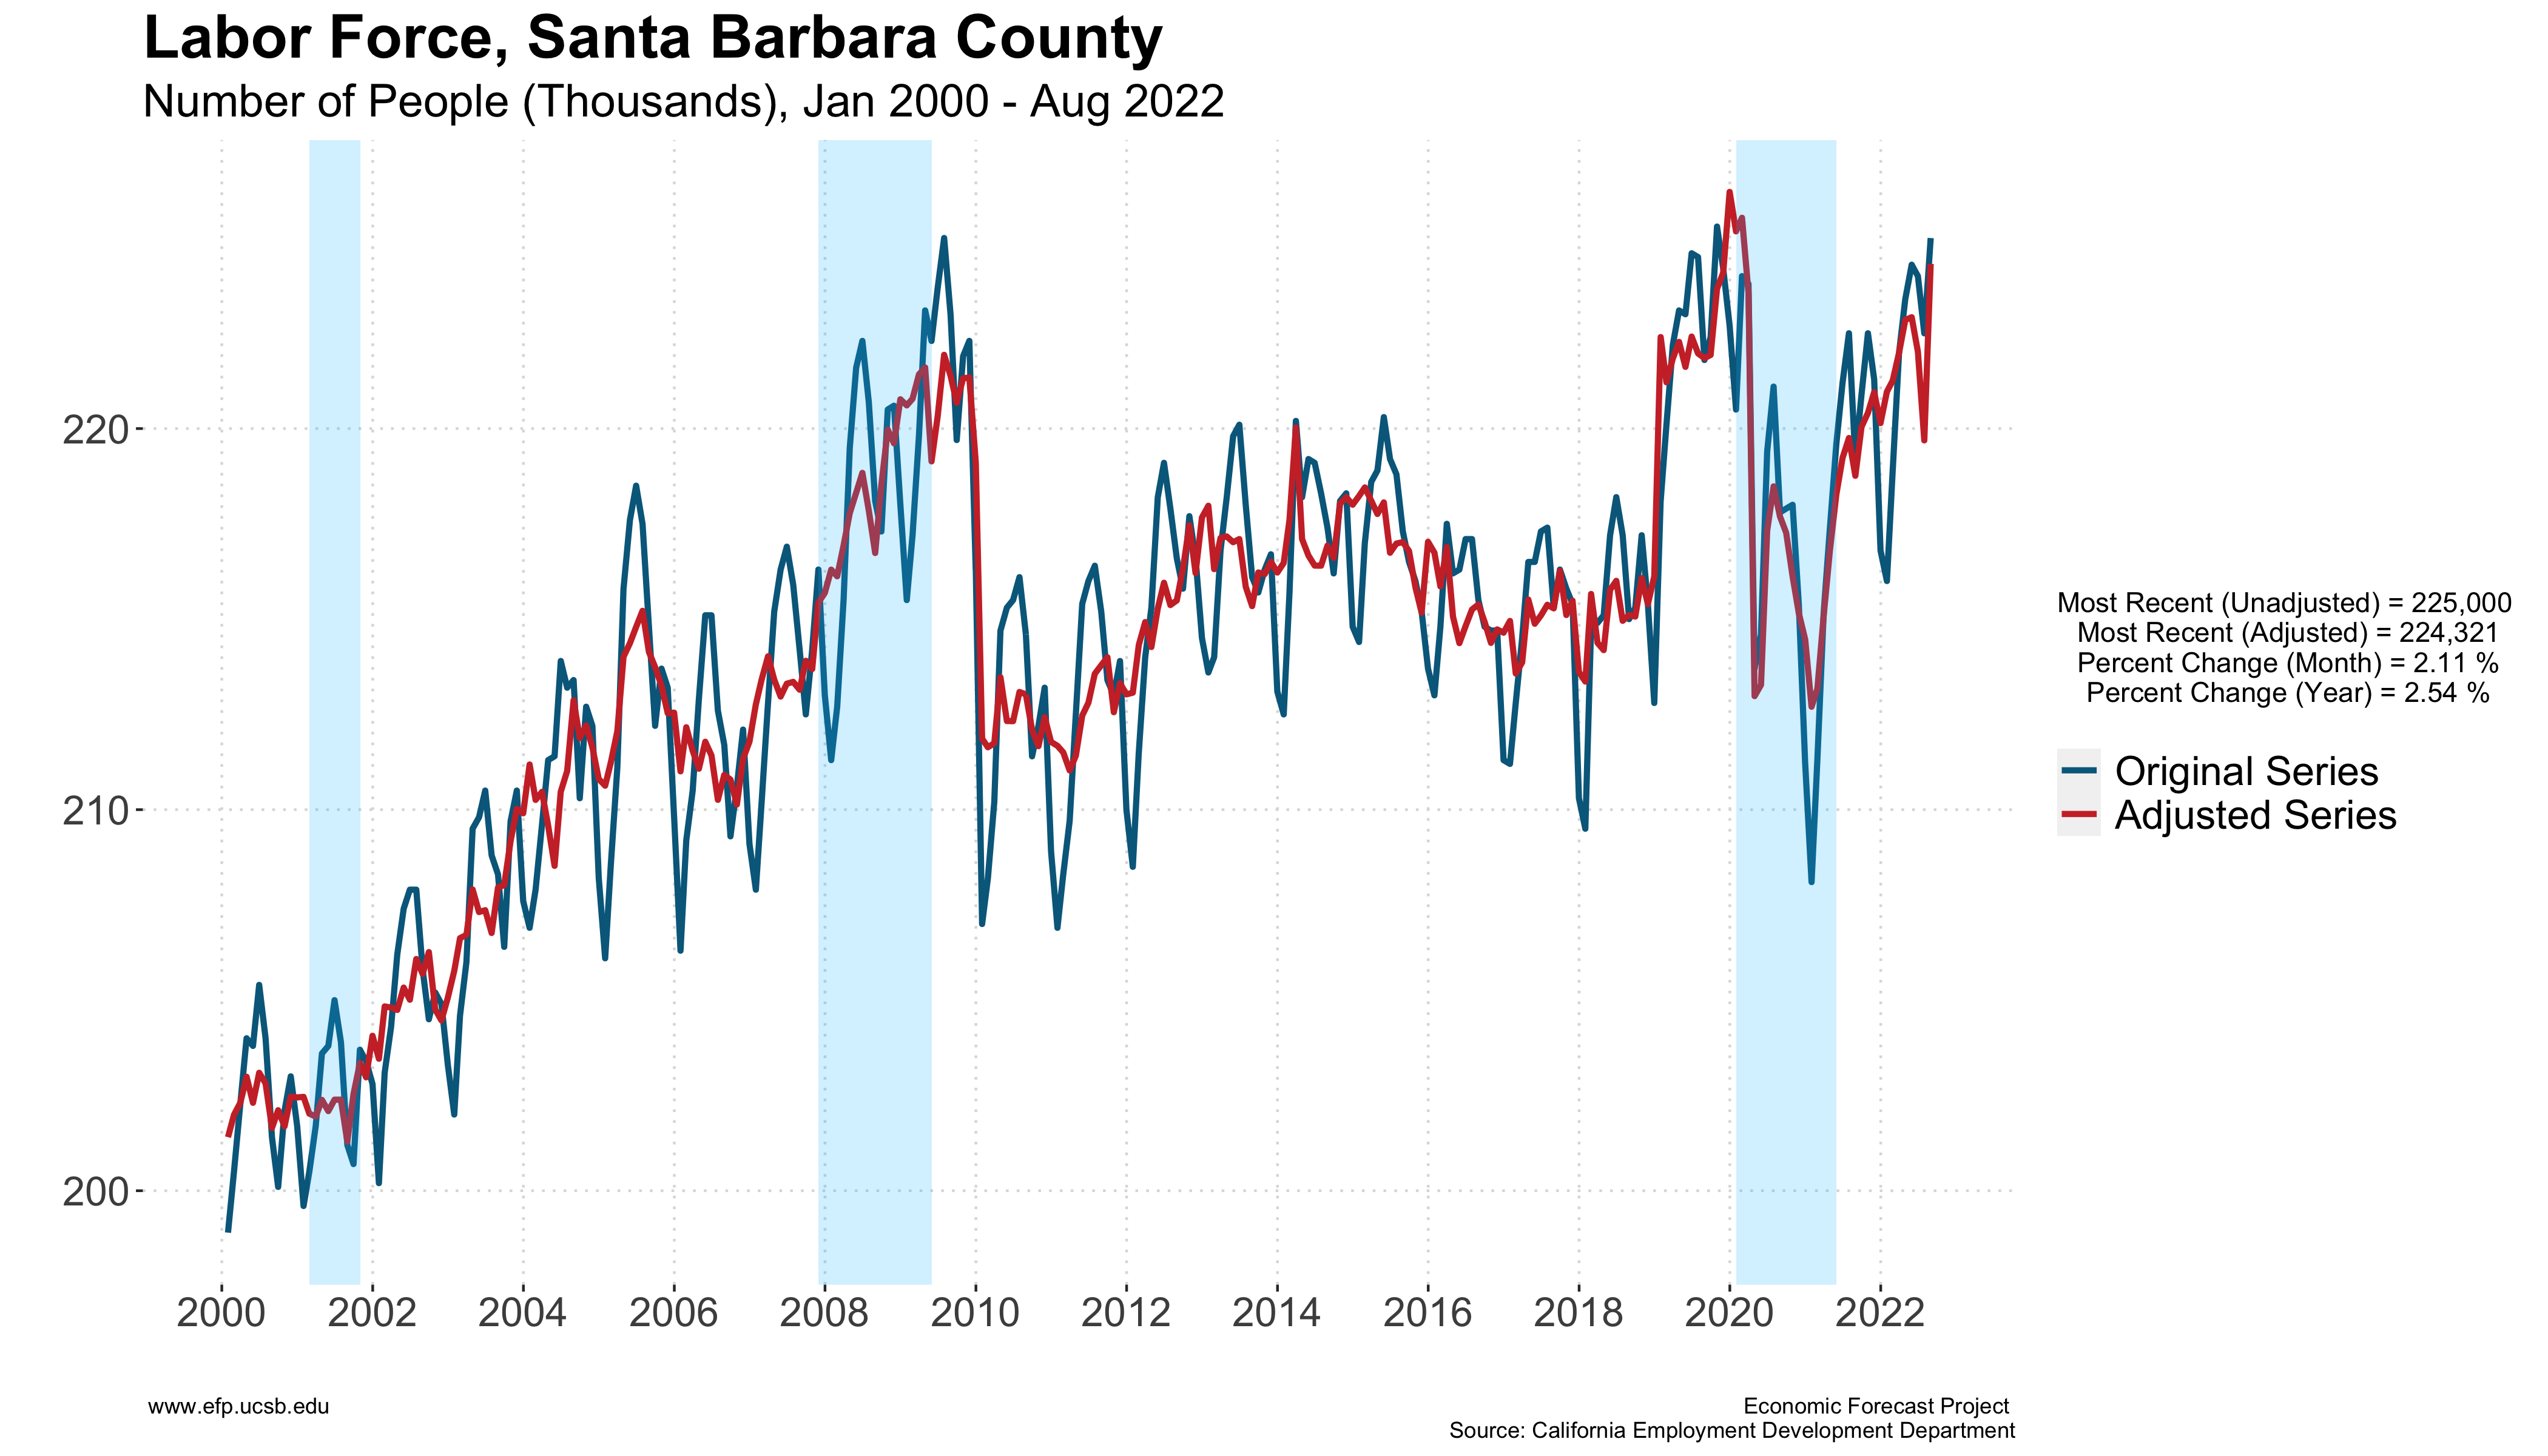 Labor Force, Santa Barbara County
Number of People (Thousands), Jan 2000 - Aug 2022
220
210
200
2000 2002 2004 2006 2008 2010 2012 2014 2016 2018 2020 2022
Most Recent (Unadjusted) = 225,000
Most Recent (Adjusted) = 224,321
Percent Change (Month) = 2.11 %
Percent Change (Year) = 2.54 %
Original Series
Adjusted Series
www.efp.ucsb.edu
Economic Forecast Project
Source: California Employment Development Department